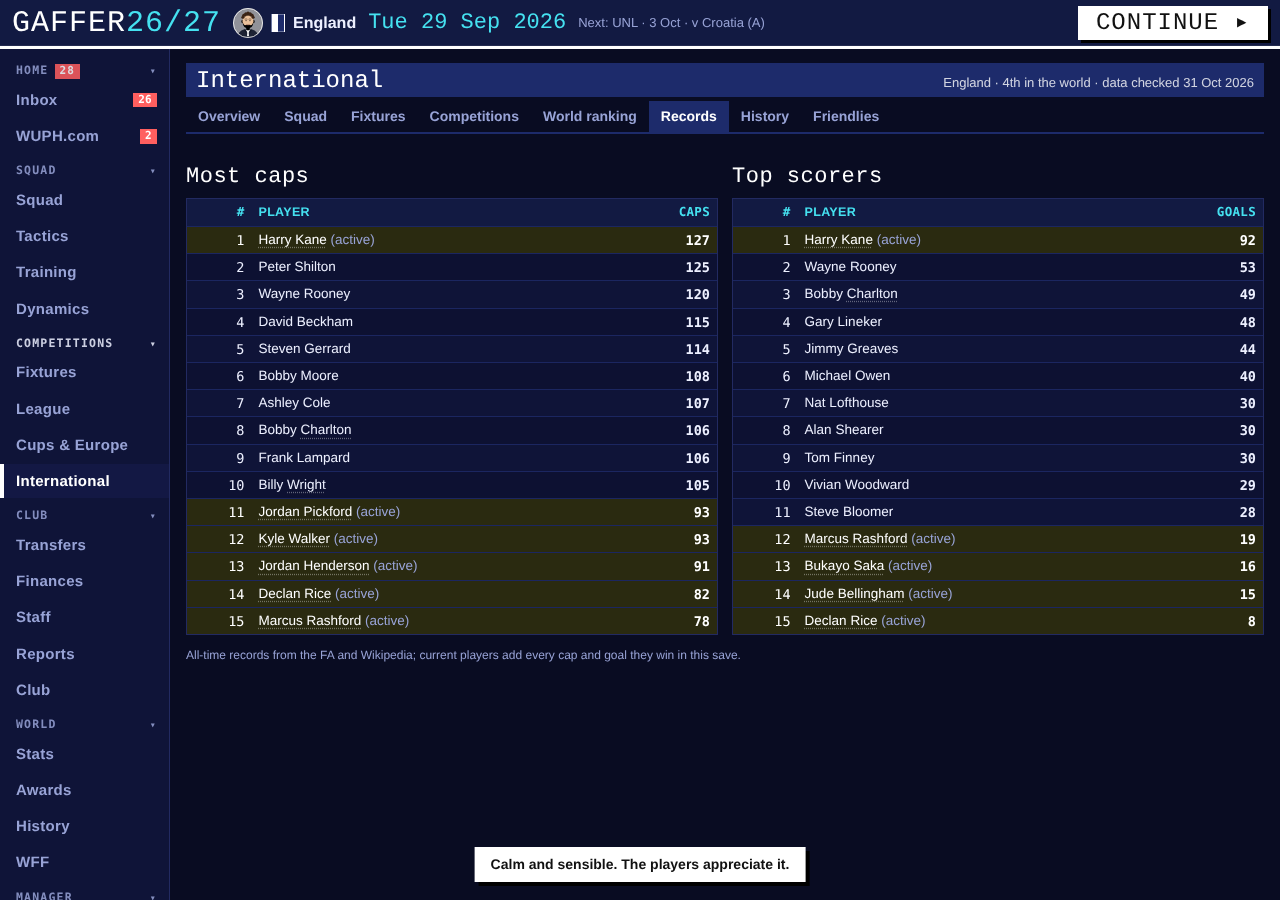 GAFFER26/27 England Tue 29 Sep 2026 Next: UNL · 3 Oct · v Croatia (A) CONTINUE ►
HOME 28 ▾
Inbox 26
WUPH.com 2
SQUAD ▾
Squad
Tactics
Training
Dynamics
COMPETITIONS ▾
Fixtures
League
Cups & Europe
International
CLUB ▾
Transfers
Finances
Staff
Reports
Club
WORLD ▾
Stats
Awards
History
WFF
MANAGER ▾
International England · 4th in the world · data checked 31 Oct 2026
Overview Squad Fixtures Competitions World ranking Records History Friendlies
Most caps
# PLAYER CAPS
1 Harry Kane (active) 127
2 Peter Shilton 125
3 Wayne Rooney 120
4 David Beckham 115
5 Steven Gerrard 114
6 Bobby Moore 108
7 Ashley Cole 107
8 Bobby Charlton 106
9 Frank Lampard 106
10 Billy Wright 105
11 Jordan Pickford (active) 93
12 Kyle Walker (active) 93
13 Jordan Henderson (active) 91
14 Declan Rice (active) 82
15 Marcus Rashford (active) 78
Top scorers
# PLAYER GOALS
1 Harry Kane (active) 92
2 Wayne Rooney 53
3 Bobby Charlton 49
4 Gary Lineker 48
5 Jimmy Greaves 44
6 Michael Owen 40
7 Nat Lofthouse 30
8 Alan Shearer 30
9 Tom Finney 30
10 Vivian Woodward 29
11 Steve Bloomer 28
12 Marcus Rashford (active) 19
13 Bukayo Saka (active) 16
14 Jude Bellingham (active) 15
15 Declan Rice (active) 8
All-time records from the FA and Wikipedia; current players add every cap and goal they win in this save.
Calm and sensible. The players appreciate it.